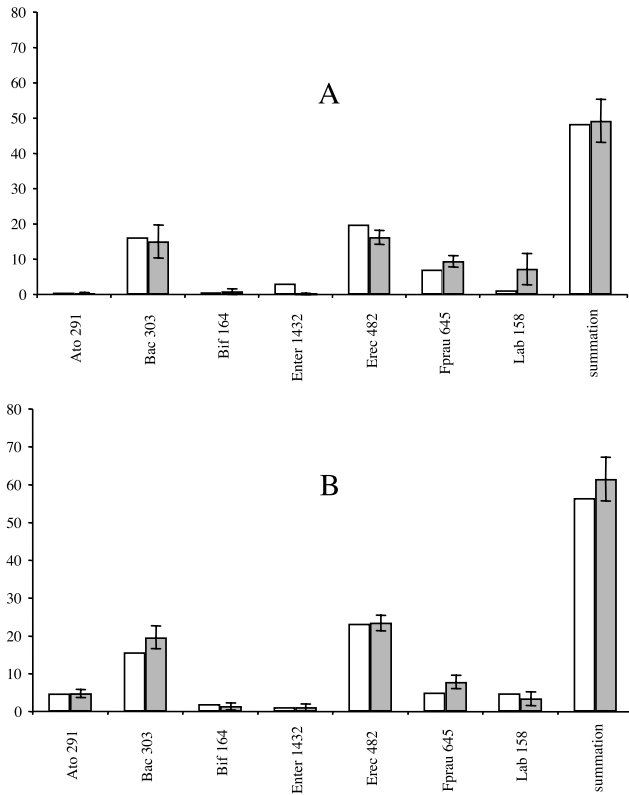 80
70
60
50
40
30
20
10
0
A
Ato 291
Bac 303
Bif 164
Enter 1432
Erec 482
Fprau 645
Lab 158
summation
80
70
60
50
40
30
20
10
0
B
Ato 291
Bac 303
Bif 164
Enter 1432
Erec 482
Fprau 645
Lab 158
summation